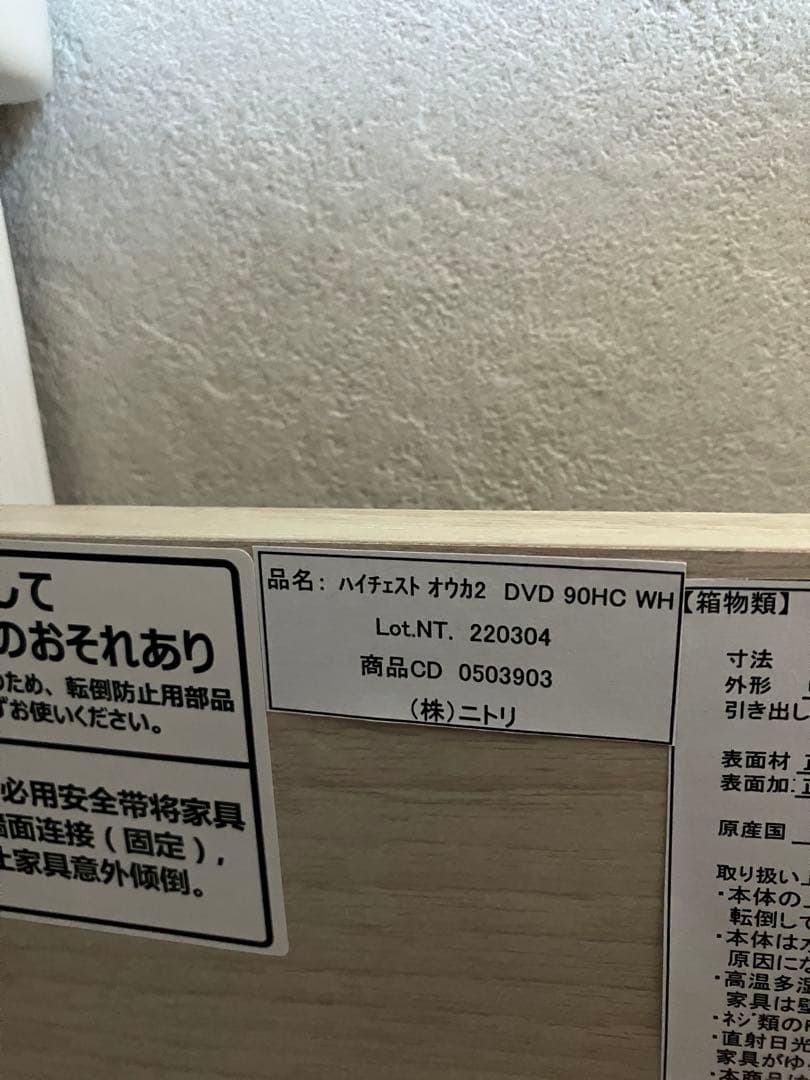 して
のおそれあり
のため、転倒防止用部品
ずお使いください。
必用安全带将家具
面连接(固定),
家具意外倾倒。
品名: ハイチェスト オウカ2 DVD 90HC WH
Lot.NT. 220304
商品CD 0503903
(株)ニトリ
【箱物類】
寸法
外形
引き出し
表面材
表面加
原産国
取り扱い
・本体の
転倒して
・本体は
原因にな
・高温多湿
家具は
・ネジ類の
・直射日光
家具がゆ
・本商品は